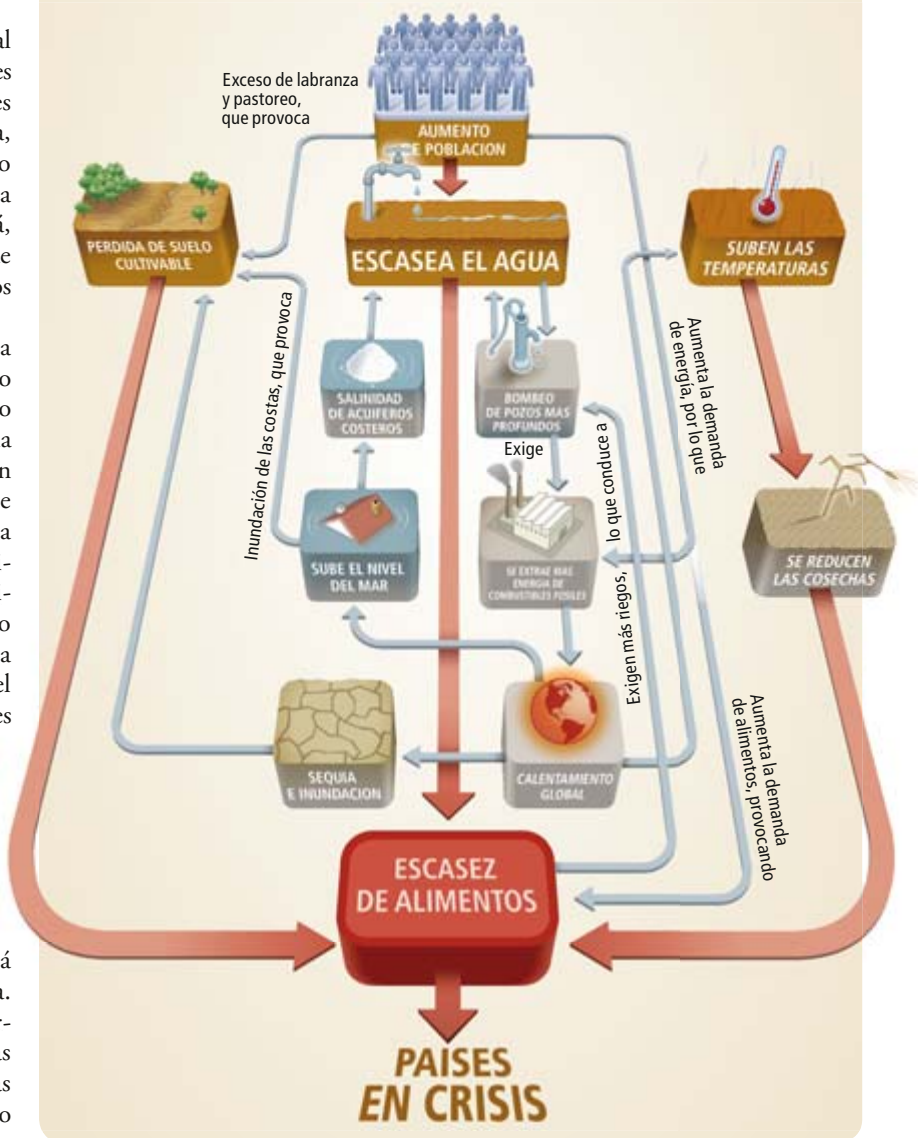 Exceso de labranza
y pastoreo,
que provoca
AUMENTO
DE POBLACION
PERDIDA DE SUELO
CULTIVABLE
ESCASEA EL AGUA
SUBEN LAS
TEMPERATURAS
Inundación de las costas, que provoca
SALINIDAD
DE ACUIFEROS
COSTEROS
BOMBEO
DE POZOS MAS
PROFUNDOS
Aumenta la demanda
de energía, por lo que
Exige
SUBE EL NIVEL
DEL MAR
SE EXTRAE MAS
ENERGIA DE
COMBUSTIBLES FOSILES
Exigen más riegos, lo que conduce a
SE REDUCEN
LAS COSECHAS
SEQUIA
E INUNDACION
CALENTAMIENTO
GLOBAL
Aumenta la demanda
de alimentos, provocando
ESCASEZ
DE ALIMENTOS
PAISES
EN CRISIS